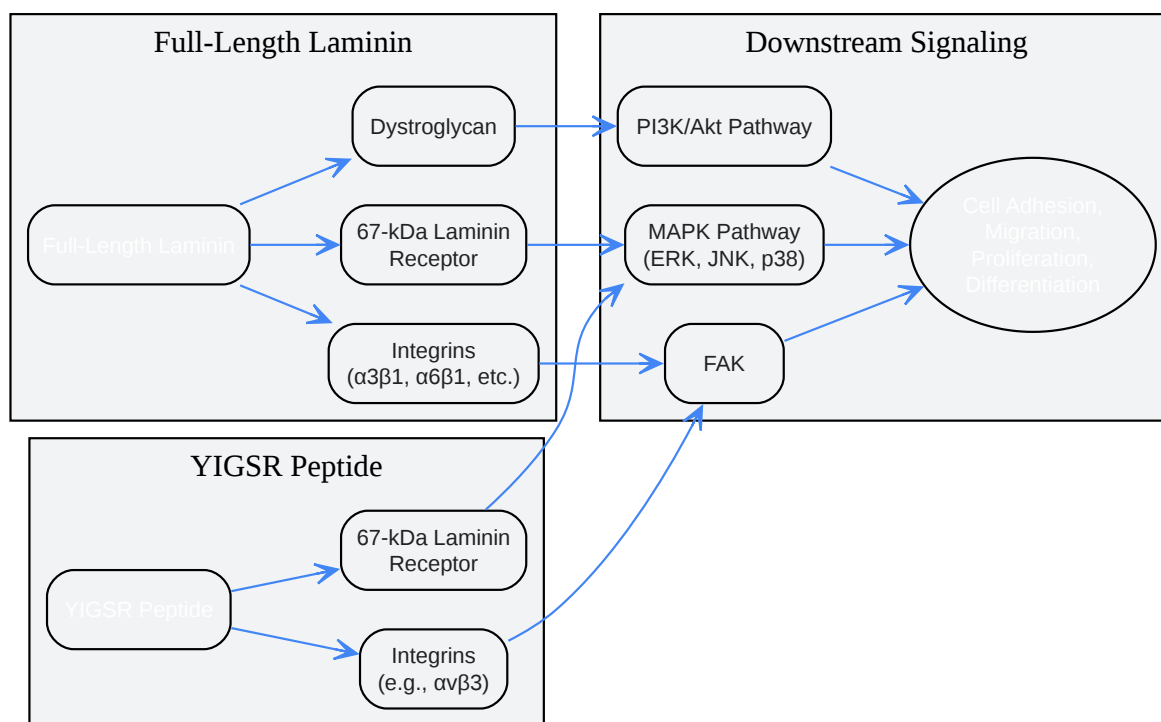 Full-Length Laminin
Dystroglycan
Full-Length Laminin
67-kDa Laminin
Receptor
Integrins
(α3β1, α6β1, etc.)
Downstream Signaling
PI3K/Akt Pathway
MAPK Pathway
(ERK, JNK, p38)
FAK
Cell Adhesion,
Migration,
Proliferation,
Differentiation
YIGSR Peptide
67-kDa Laminin
Receptor
YIGSR Peptide
Integrins
(e.g., αvβ3)